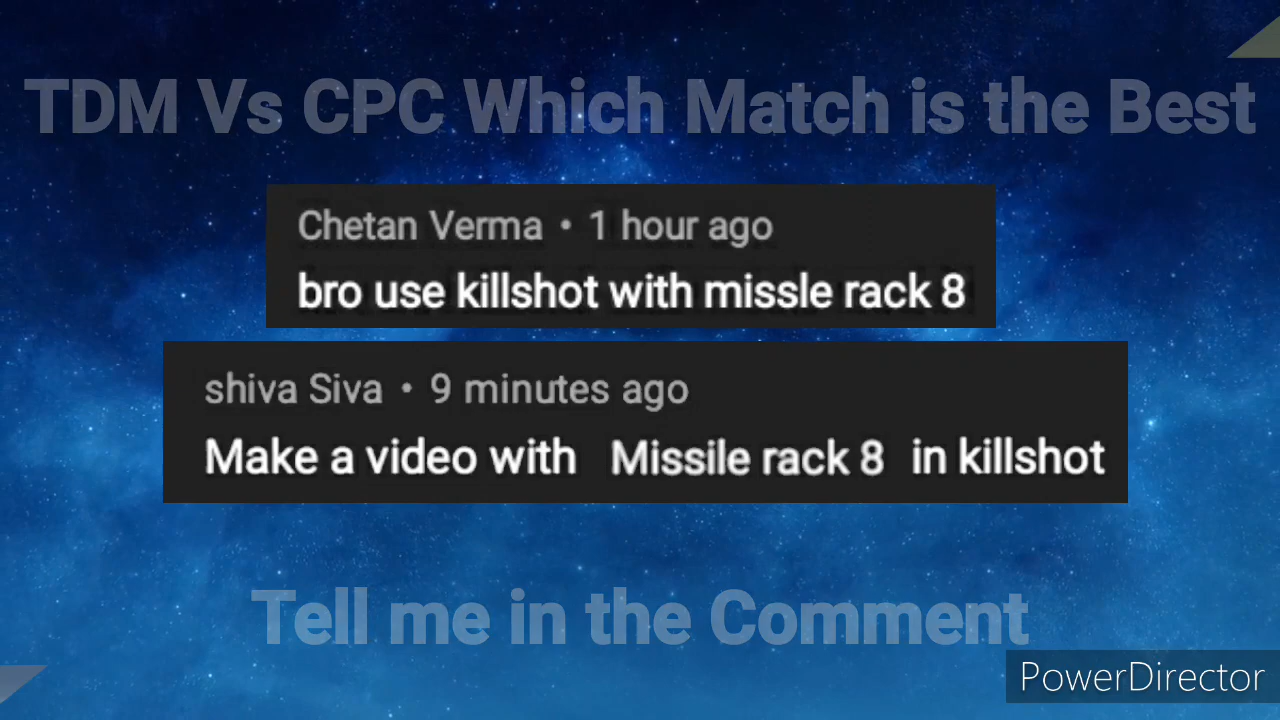 TDM Vs CPC Which Match is the Best
Chetan Verma • 1 hour ago
bro use killshot with missle rack 8
shiva Siva • 9 minutes ago
Make a video with Missile rack 8 in killshot
Tell me in the Comment
PowerDirector